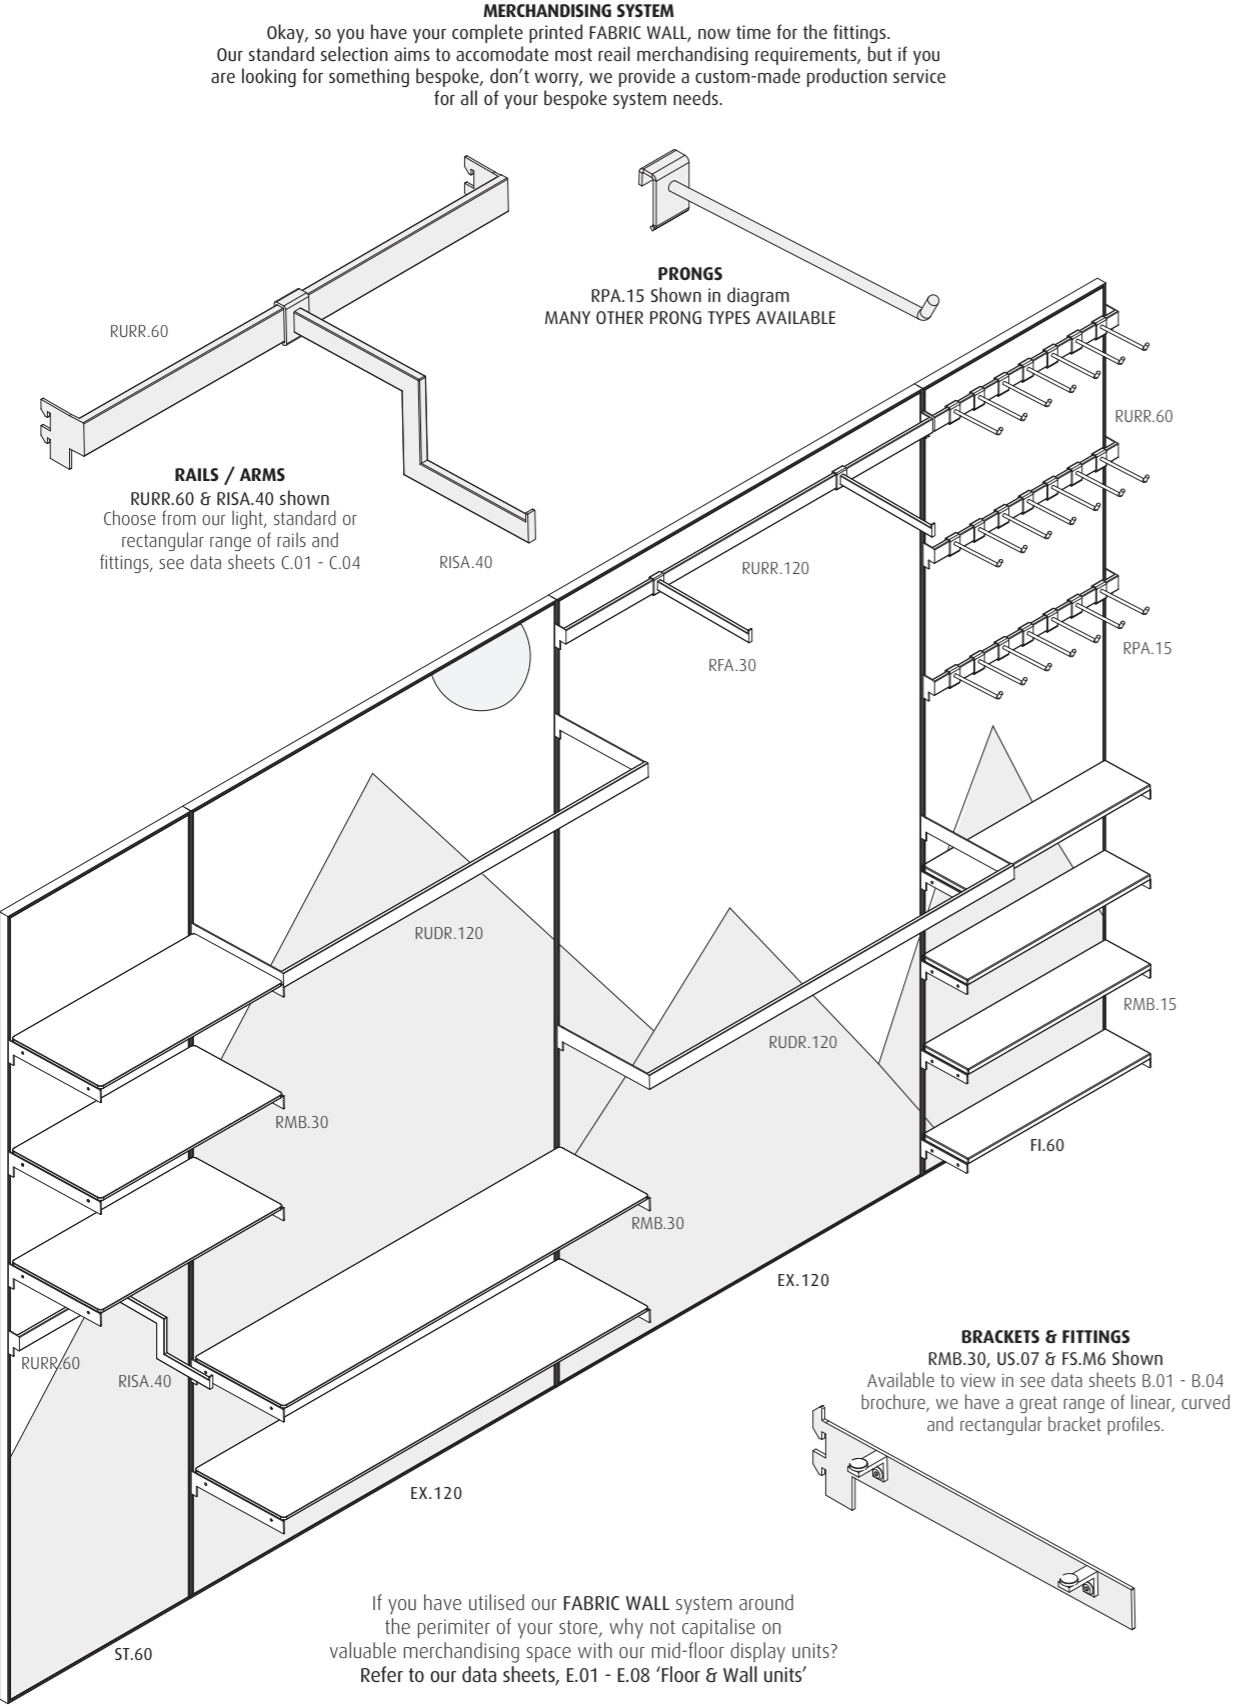 MERCHANDISING SYSTEM
Okay, so you have your complete printed FABRIC WALL, now time for the fittings.
Our standard selection aims to accomodate most reail merchandising requirements, but if you
are looking for something bespoke, don't worry, we provide a custom-made production service
for all of your bespoke system needs.
PRONGS
RPA.15 Shown in diagram
MANY OTHER PRONG TYPES AVAILABLE
RURR.60
RURR.60
RAILS / ARMS
RURR.60 & RISA.40 shown
Choose from our light, standard or
rectangular range of rails and
fittings, see data sheets C.01 - C.04
RISA.40
RURR.120
RFA.30
RPA.15
RUDR.120
RUDR.120
RMB.15
RMB.30
FI.60
RMB.30
EX.120
RURR.60
RISA.40
BRACKETS & FITTINGS
RMB.30, US.07 & FS.M6 Shown
Available to view in see data sheets B.01 - B.04
brochure, we have a great range of linear, curved
and rectangular bracket profiles.
EX.120
ST.60
If you have utilised our FABRIC WALL system around
the perimiter of your store, why not capitalise on
valuable merchandising space with our mid-floor display units?
Refer to our data sheets, E.01 - E.08 'Floor & Wall units'